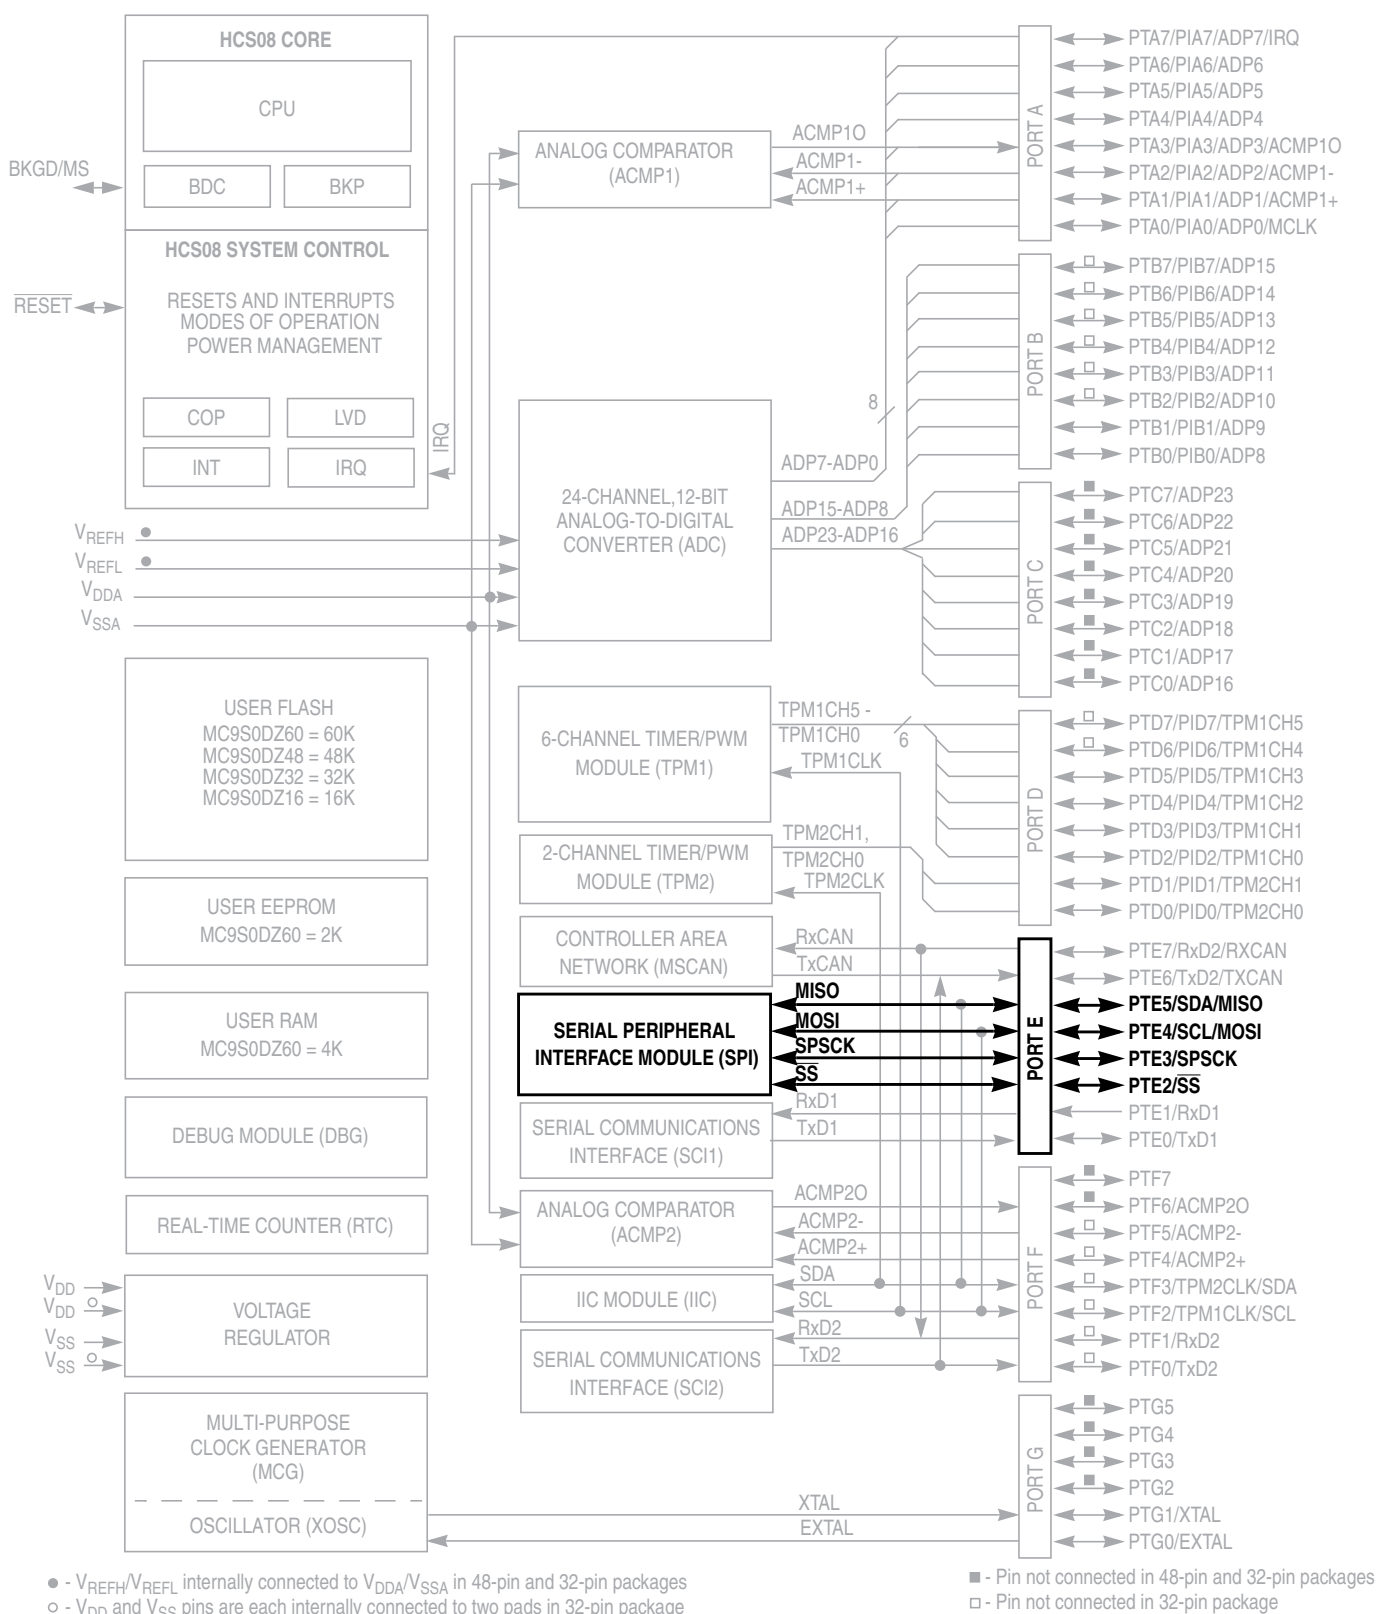 HCS08 CORE
CPU
BDC
BKP
BKGD/MS
HCS08 SYSTEM CONTROL
RESETS AND INTERRUPTS
MODES OF OPERATION
POWER MANAGEMENT
RESET
COP
LVD
INT
IRQ
IRQ
VREFH
VREFL
VDDA
VSSA
USER FLASH
MC9S0DZ60 = 60K
MC9S0DZ48 = 48K
MC9S0DZ32 = 32K
MC9S0DZ16 = 16K
USER EEPROM
MC9S0DZ60 = 2K
USER RAM
MC9S0DZ60 = 4K
DEBUG MODULE (DBG)
REAL-TIME COUNTER (RTC)
VDD
VDD
VSS
VSS
VOLTAGE
REGULATOR
MULTI-PURPOSE
CLOCK GENERATOR
(MCG)
OSCILLATOR (XOSC)
ANALOG COMPARATOR
(ACMP1)
ACMP1O
ACMP1-
ACMP1+
24-CHANNEL,12-BIT
ANALOG-TO-DIGITAL
CONVERTER (ADC)
8
ADP7-ADP0
ADP15-ADP8
ADP23-ADP16
6-CHANNEL TIMER/PWM
MODULE (TPM1)
TPM1CH5 -
TPM1CH0
6
TPM1CLK
2-CHANNEL TIMER/PWM
MODULE (TPM2)
TPM2CH1,
TPM2CH0
TPM2CLK
CONTROLLER AREA
NETWORK (MSCAN)
RxCAN
TxCAN
SERIAL PERIPHERAL
INTERFACE MODULE (SPI)
MISO
MOSI
SPSCK
SS
SERIAL COMMUNICATIONS
INTERFACE (SCI1)
RxD1
TxD1
ANALOG COMPARATOR
(ACMP2)
ACMP2O
ACMP2-
ACMP2+
IIC MODULE (IIC)
SDA
SCL
SERIAL COMMUNICATIONS
INTERFACE (SCI2)
RxD2
TxD2
XTAL
EXTAL
PORT A
PTA7/PIA7/ADP7/IRQ
PTA6/PIA6/ADP6
PTA5/PIA5/ADP5
PTA4/PIA4/ADP4
PTA3/PIA3/ADP3/ACMP1O
PTA2/PIA2/ADP2/ACMP1-
PTA1/PIA1/ADP1/ACMP1+
PTA0/PIA0/ADP0/MCLK
PORT B
PTB7/PIB7/ADP15
PTB6/PIB6/ADP14
PTB5/PIB5/ADP13
PTB4/PIB4/ADP12
PTB3/PIB3/ADP11
PTB2/PIB2/ADP10
PTB1/PIB1/ADP9
PTB0/PIB0/ADP8
PORT C
PTC7/ADP23
PTC6/ADP22
PTC5/ADP21
PTC4/ADP20
PTC3/ADP19
PTC2/ADP18
PTC1/ADP17
PTC0/ADP16
PORT D
PTD7/PID7/TPM1CH5
PTD6/PID6/TPM1CH4
PTD5/PID5/TPM1CH3
PTD4/PID4/TPM1CH2
PTD3/PID3/TPM1CH1
PTD2/PID2/TPM1CH0
PTD1/PID1/TPM2CH1
PTD0/PID0/TPM2CH0
PORT E
PTE7/RxD2/RXCAN
PTE6/TxD2/TXCAN
PTE5/SDA/MISO
PTE4/SCL/MOSI
PTE3/SPSCK
PTE2/SS
PTE1/RxD1
PTE0/TxD1
PORT F
PTF7
PTF6/ACMP2O
PTF5/ACMP2-
PTF4/ACMP2+
PTF3/TPM2CLK/SDA
PTF2/TPM1CLK/SCL
PTF1/RxD2
PTF0/TxD2
PORT G
PTG5
PTG4
PTG3
PTG2
PTG1/XTAL
PTG0/EXTAL
● - VREFH/VREFL internally connected to VDDA/VSSA in 48-pin and 32-pin packages
○ - VDD and VSS pins are each internally connected to two pads in 32-pin package
■ - Pin not connected in 48-pin and 32-pin packages
□ - Pin not connected in 32-pin package